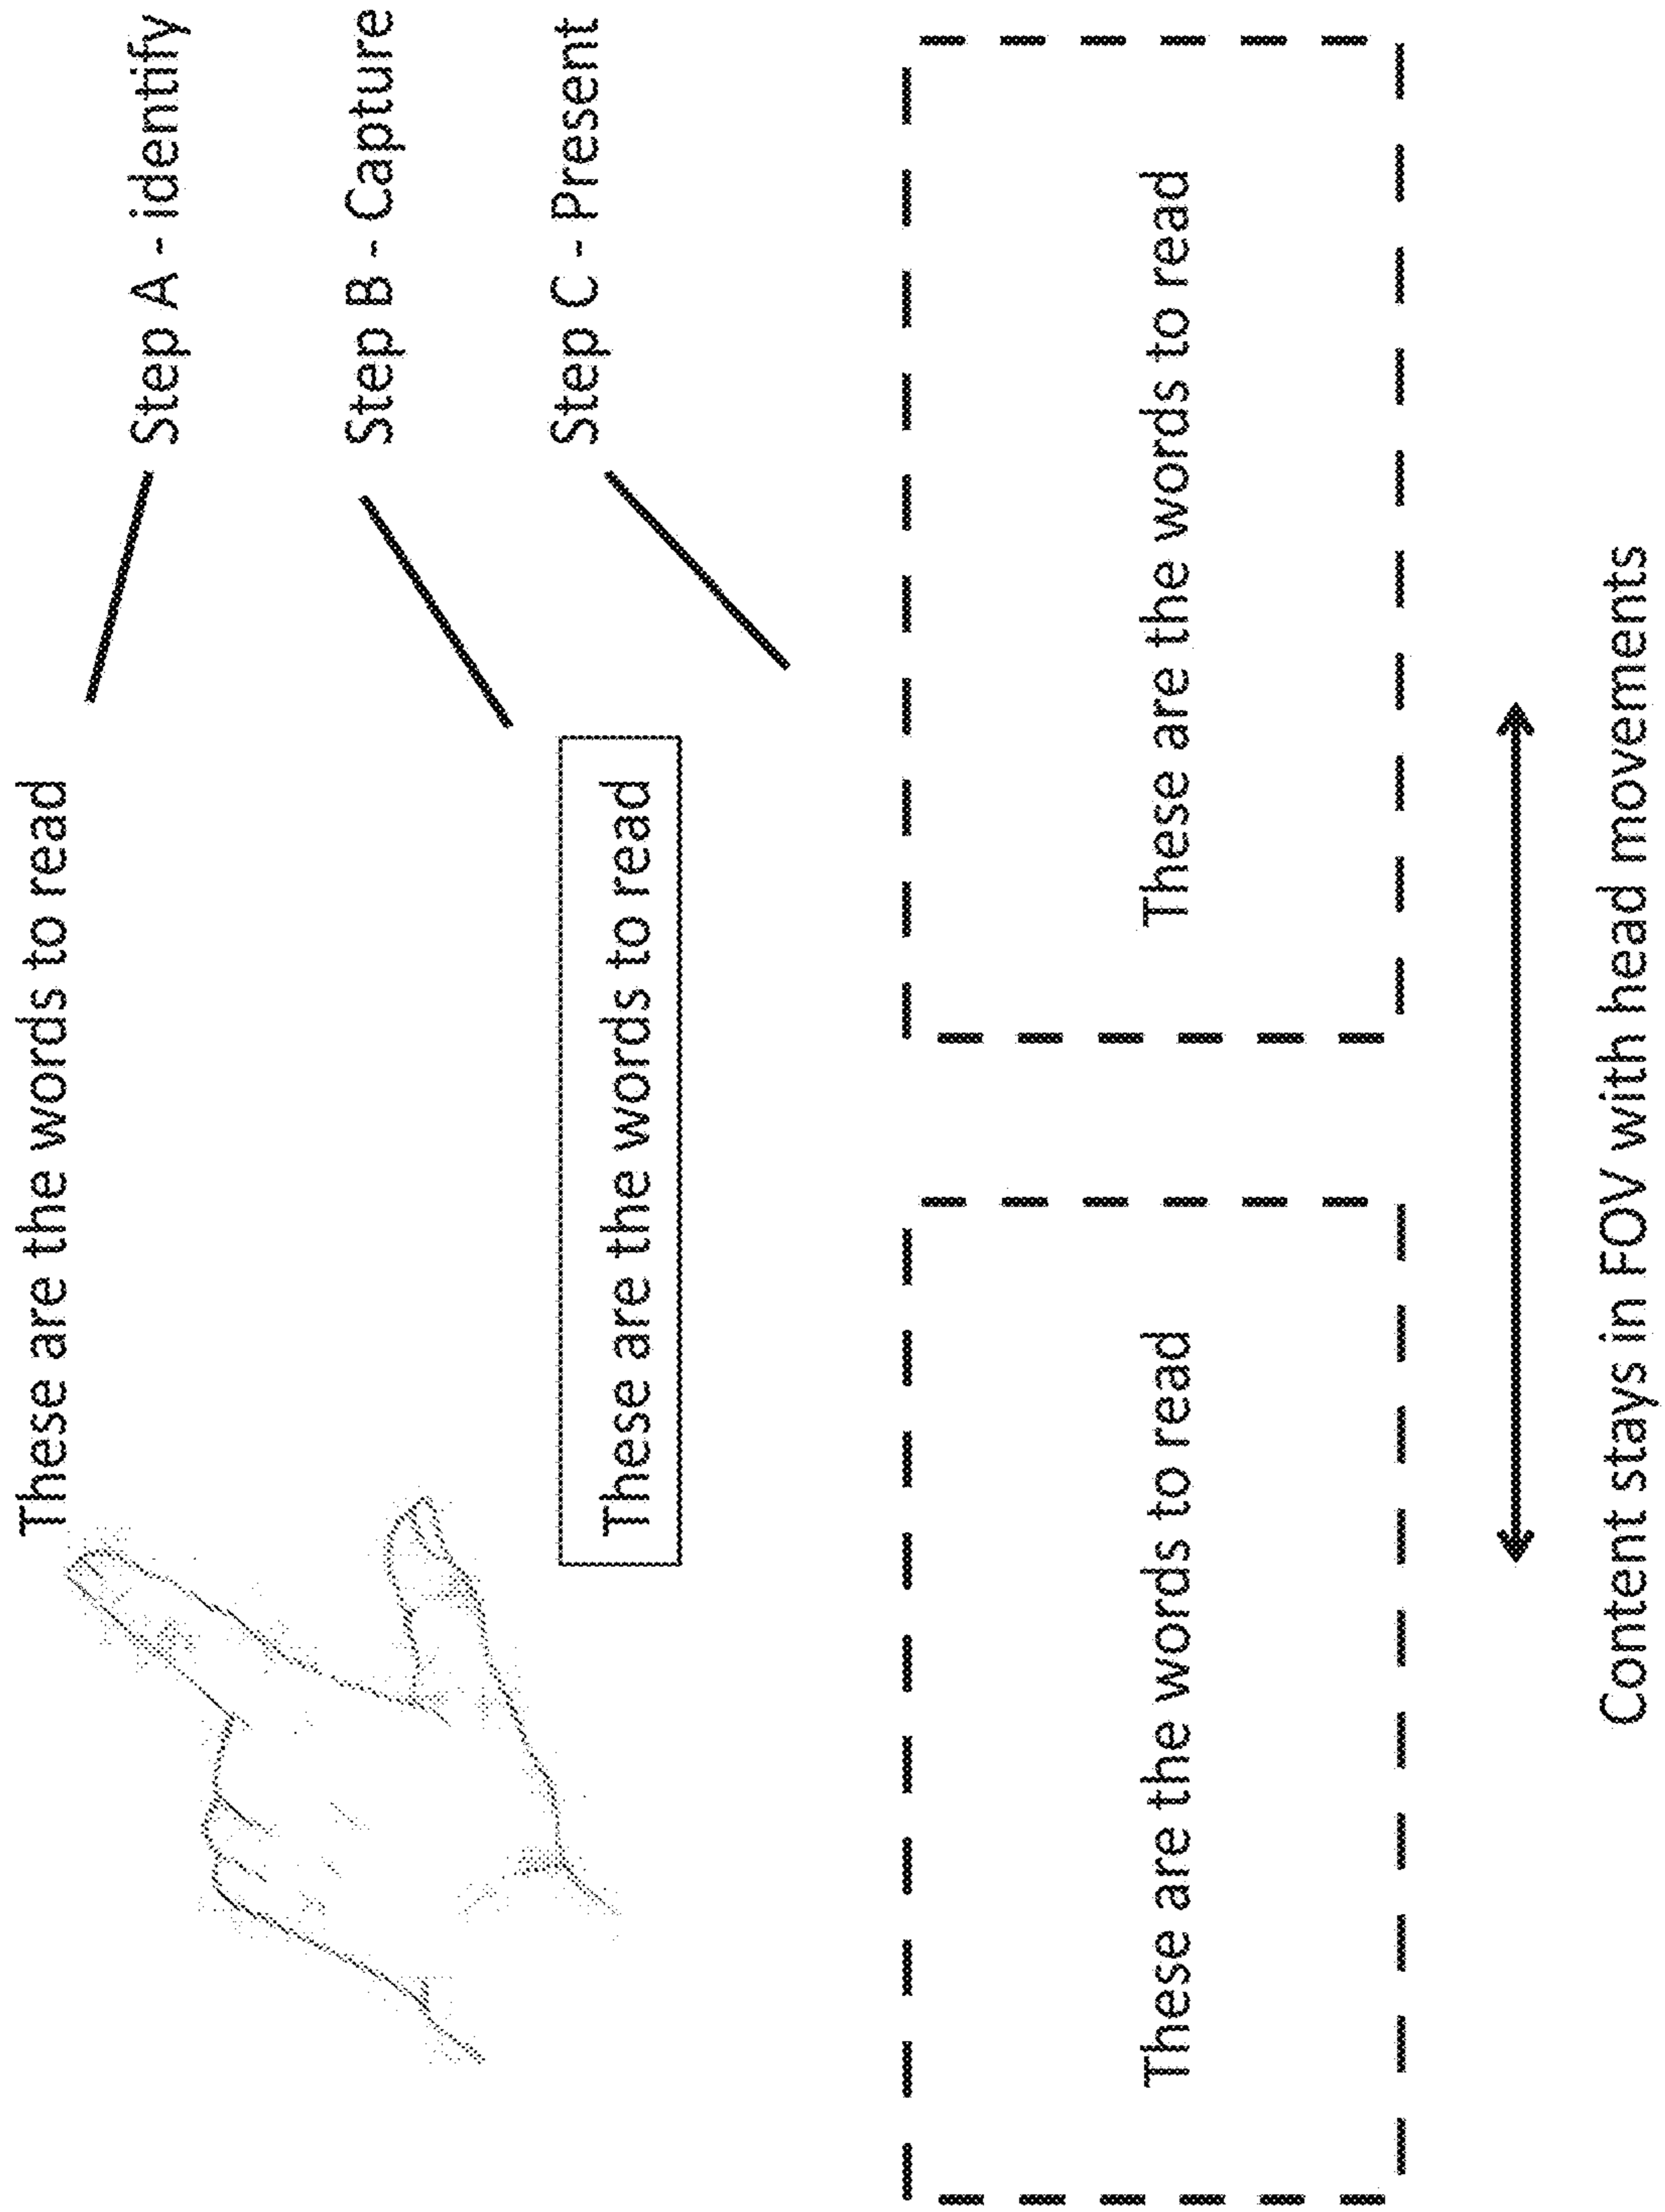 These are the words to read
Step A - identify
Step B - Capture
These are the words to read
Step C - Present
These are the words to read
These are the words to read
Content stays in FOV with head movements